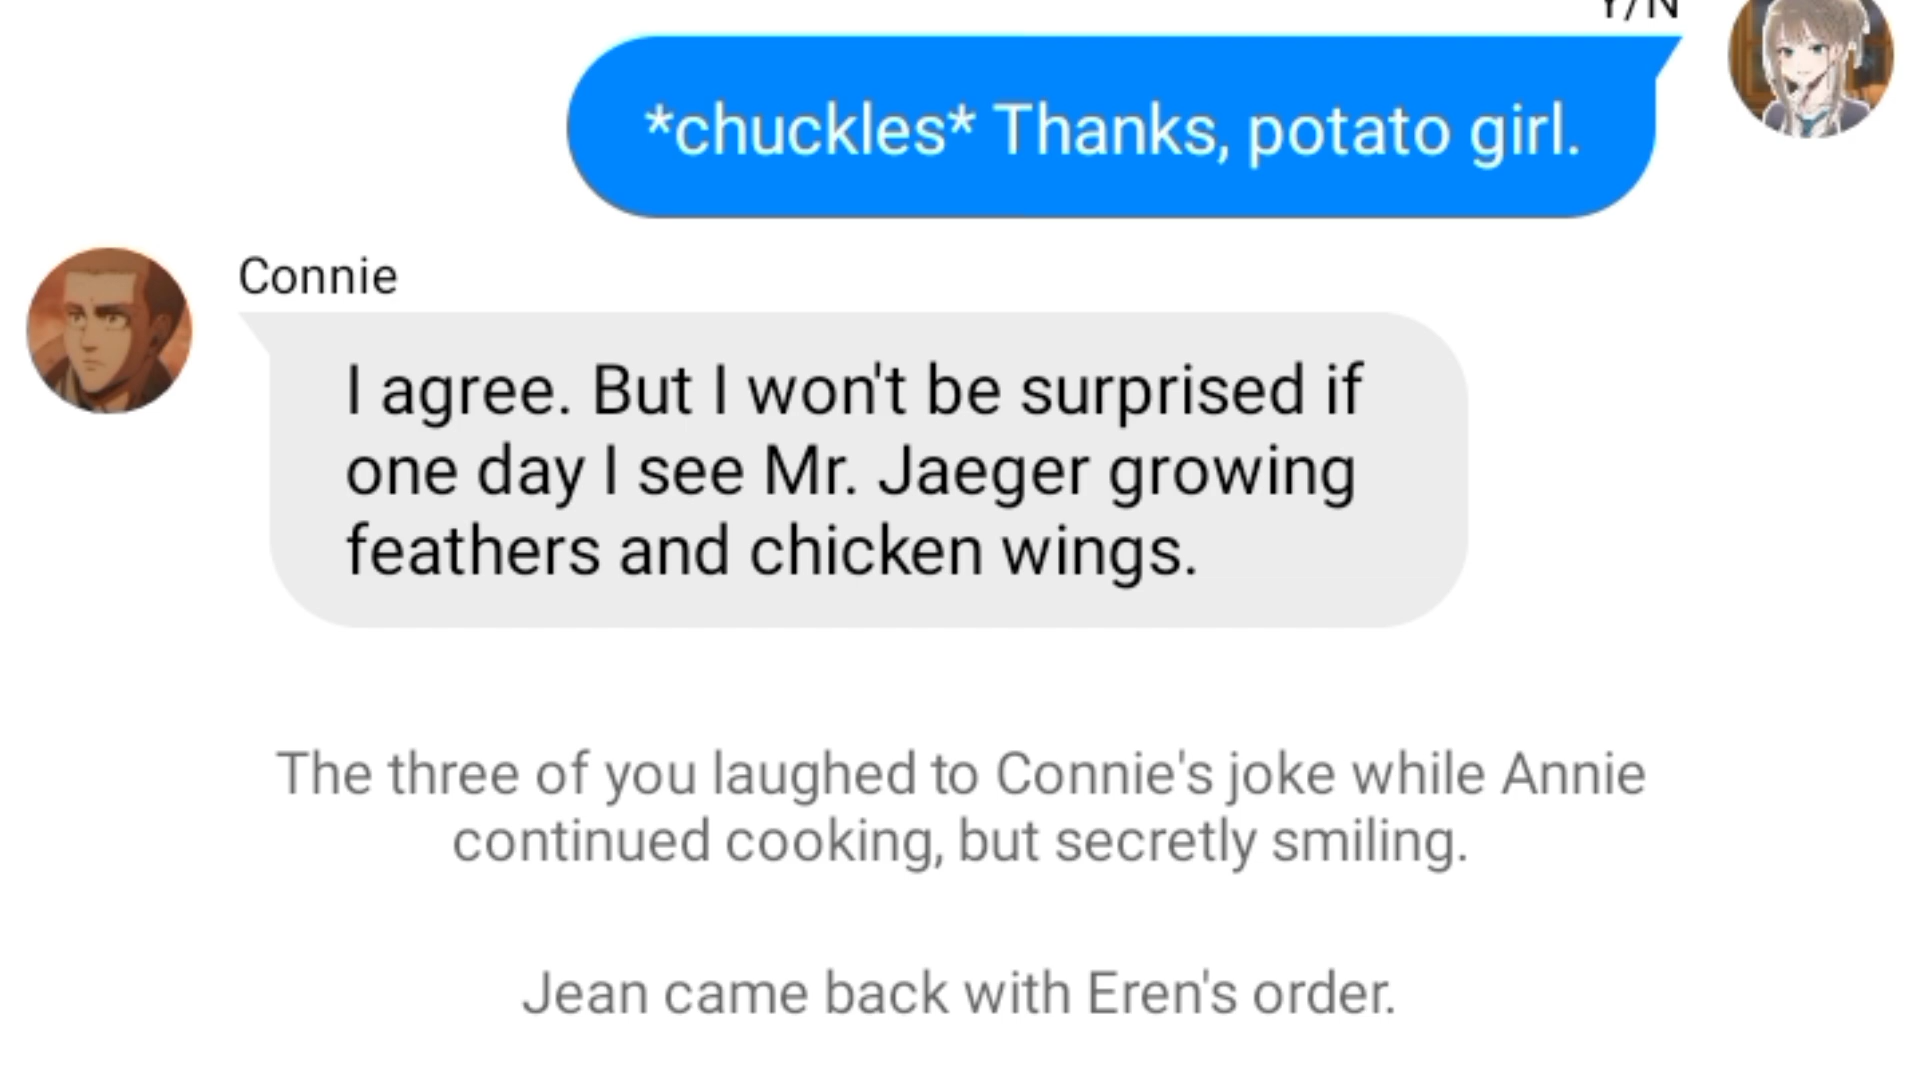 Y/N
*chuckles* Thanks, potato girl.
Connie
I agree. But I won't be surprised if
one day I see Mr. Jaeger growing
feathers and chicken wings.
The three of you laughed to Connie's joke while Annie
continued cooking, but secretly smiling.
Jean came back with Eren's order.